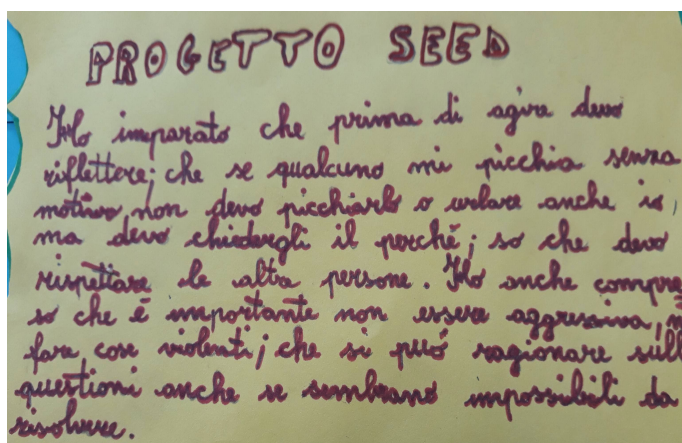 PROGETTO SEED
Ho imparato che prima di agire devo
riflettere; che se qualcuno mi picchia senza
motivo, non devo picchiarlo o urlare anche io,
ma devo chiedergli il perché; so che devo
rispettare le altre persone. Ho anche compre
so che é importante non essere aggressiva,
fare cose violenti; che si puó ragionare sull
questioni anche se sembrano impossibili da
risolvere.